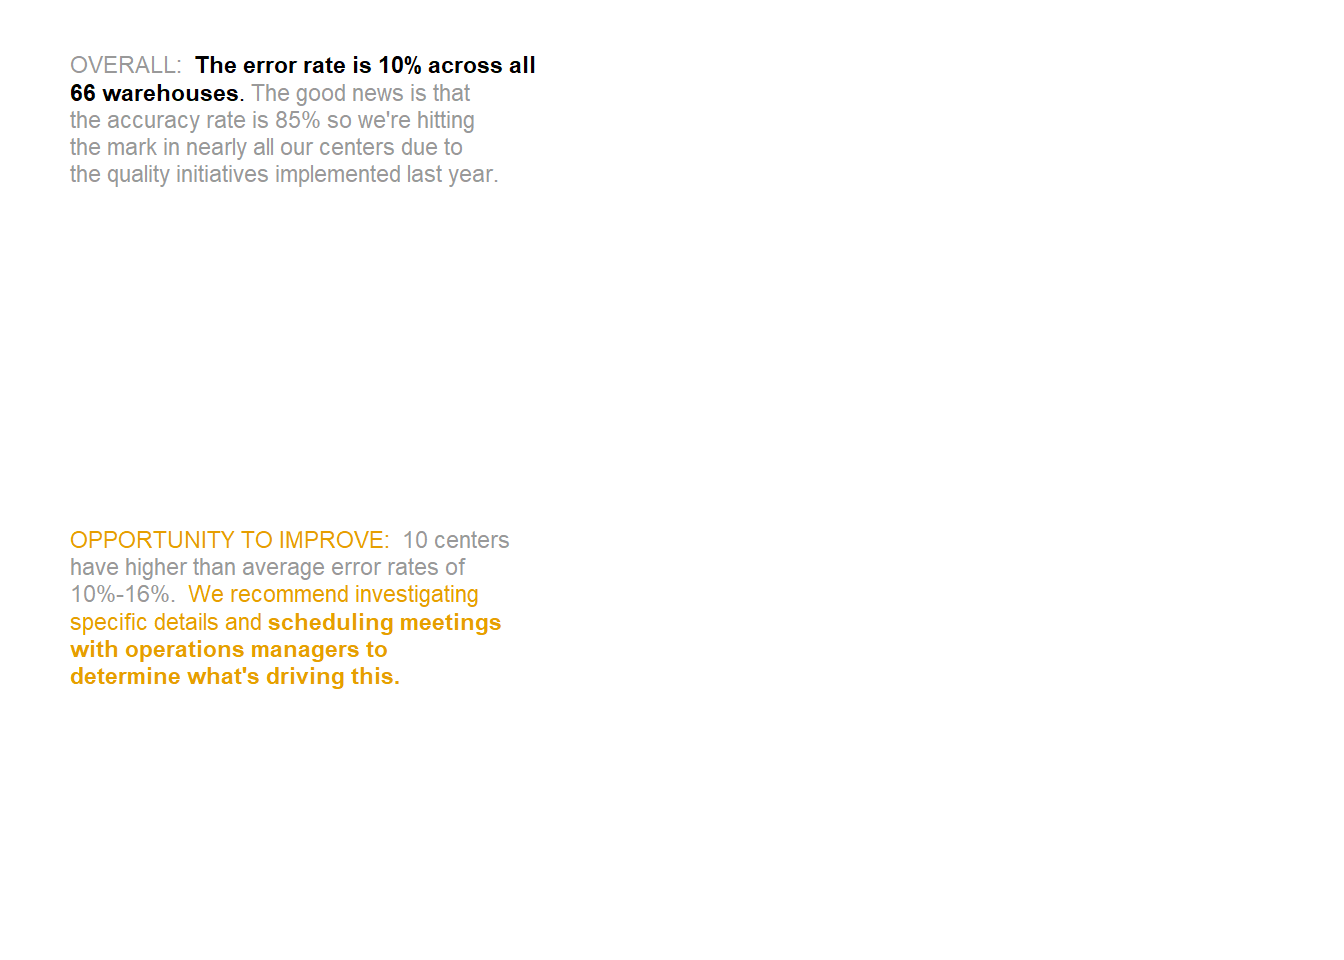 OVERALL:  The error rate is 10% across all
66 warehouses. The good news is that
the accuracy rate is 85% so we're hitting
the mark in nearly all our centers due to
the quality initiatives implemented last year.
OPPORTUNITY TO IMPROVE:  10 centers
have higher than average error rates of
10%-16%.  We recommend investigating
specific details and scheduling meetings
with operations managers to
determine what's driving this.